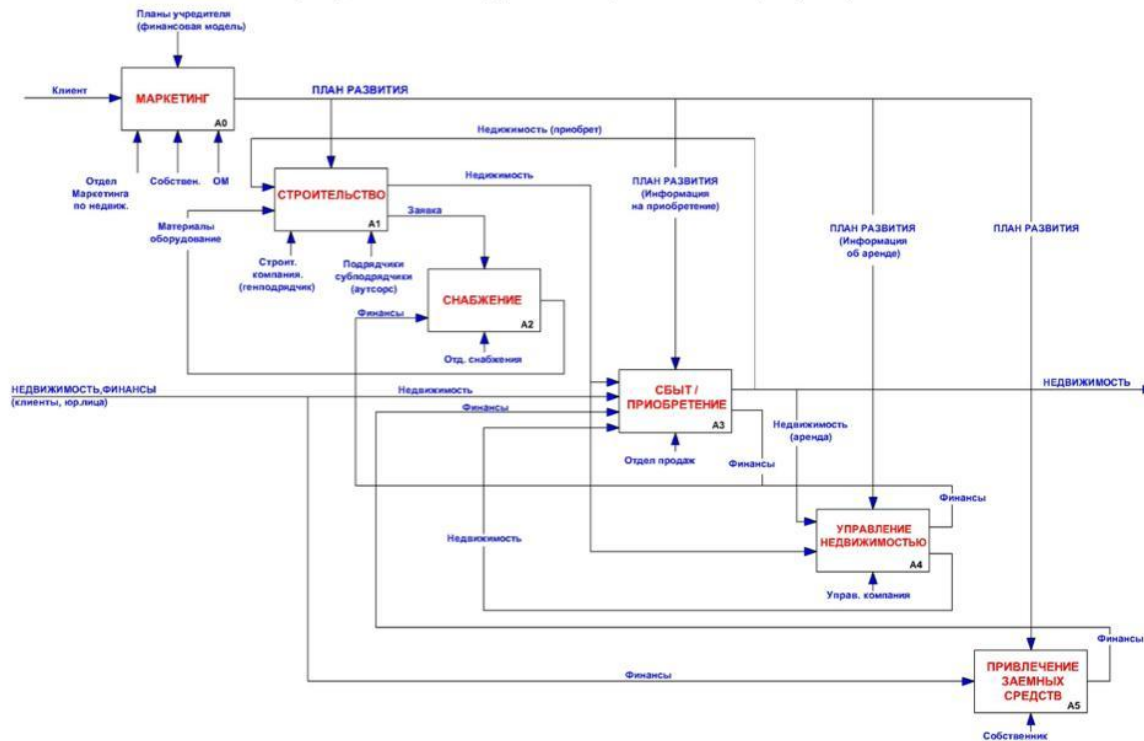 Планы учредителя
(финансовая модель)
Клиент
МАРКЕТИНГ
A0
ПЛАН РАЗВИТИЯ
Отдел
Маркетинга
по недвиж.
Собствен.
ОМ
Недижимость (приобрет)
СТРОИТЕЛЬСТВО
A1
Недижимость
Заявка
Материалы
оборудование
Строит.
компания.
(генподрядчик)
Подрядчики
субподрядчики
(аутсорс)
ПЛАН РАЗВИТИЯ
(Информация
на приобретение)
ПЛАН РАЗВИТИЯ
(Информация
об аренде)
ПЛАН РАЗВИТИЯ
СНАБЖЕНИЕ
A2
Финансы
Отд. снабжения
НЕДВИЖИМОСТЬ,ФИНАНСЫ
(клиенты, юр.лица)
Недвижимость
Финансы
СБЫТ /
ПРИОБРЕТЕНИЕ
A3
НЕДВИЖИМОСТЬ
Недвижимость
(аренда)
Отдел продаж
Финансы
Финансы
Недвижимость
УПРАВЛЕНИЕ
НЕДВИЖИМОСТЬЮ
A4
Управ. компания
Финансы
ПРИВЛЕЧЕНИЕ
ЗАЕМНЫХ
СРЕДСТВ
A5
Финансы
Собственник